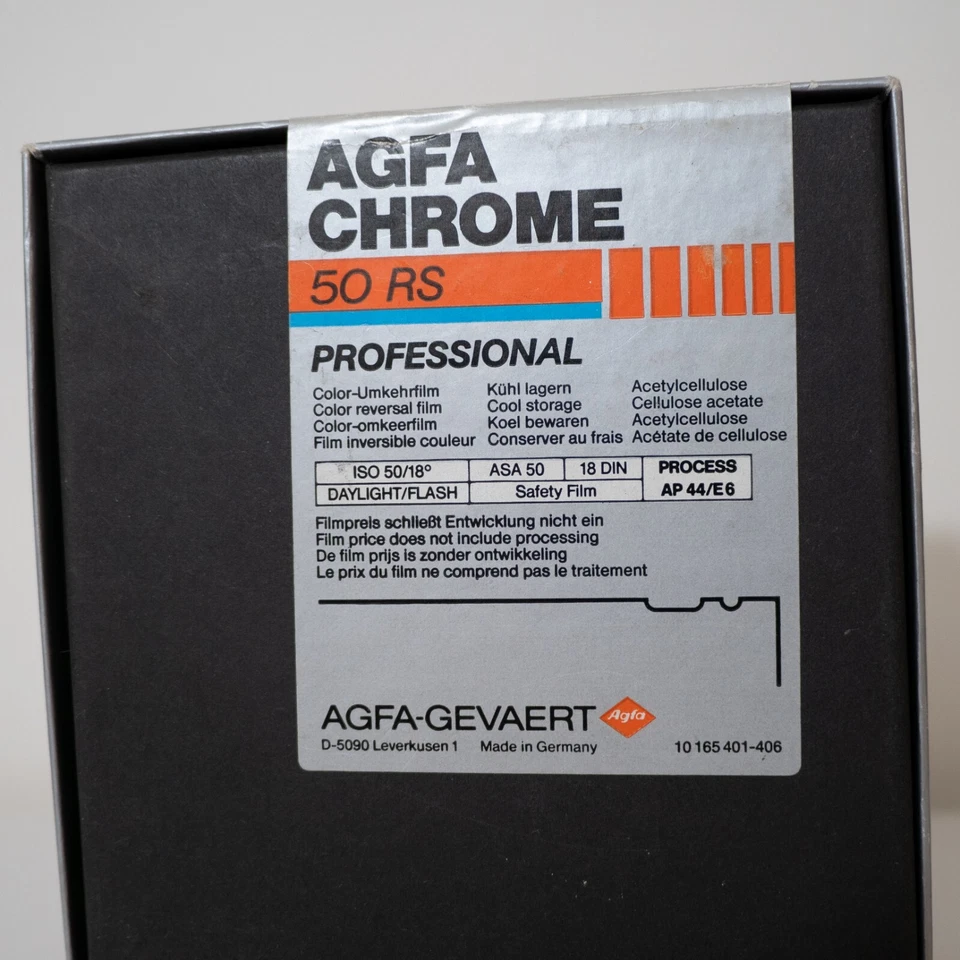 AGFA
CHROME
50 RS
PROFESSIONAL
Color-Umkehrfilm Kühl lagern Acetylcellulose
Color reversal film Cool storage Cellulose acetate
Color-omkeerfilm Koel bewaren Acetylcellulose
Film inversible couleur Conserver au frais Acétate de cellulose
ISO 50/18° ASA 50 18 DIN PROCESS
DAYLIGHT/FLASH Safety Film AP 44/E6
Filmpreis schließt Entwicklung nicht ein
Film price does not include processing
De film prijs is zonder ontwikkeling
Le prix du film ne comprend pas le traitement
AGFA-GEVAERT Agfa
D-5090 Leverkusen 1 Made in Germany 10 165 401-406